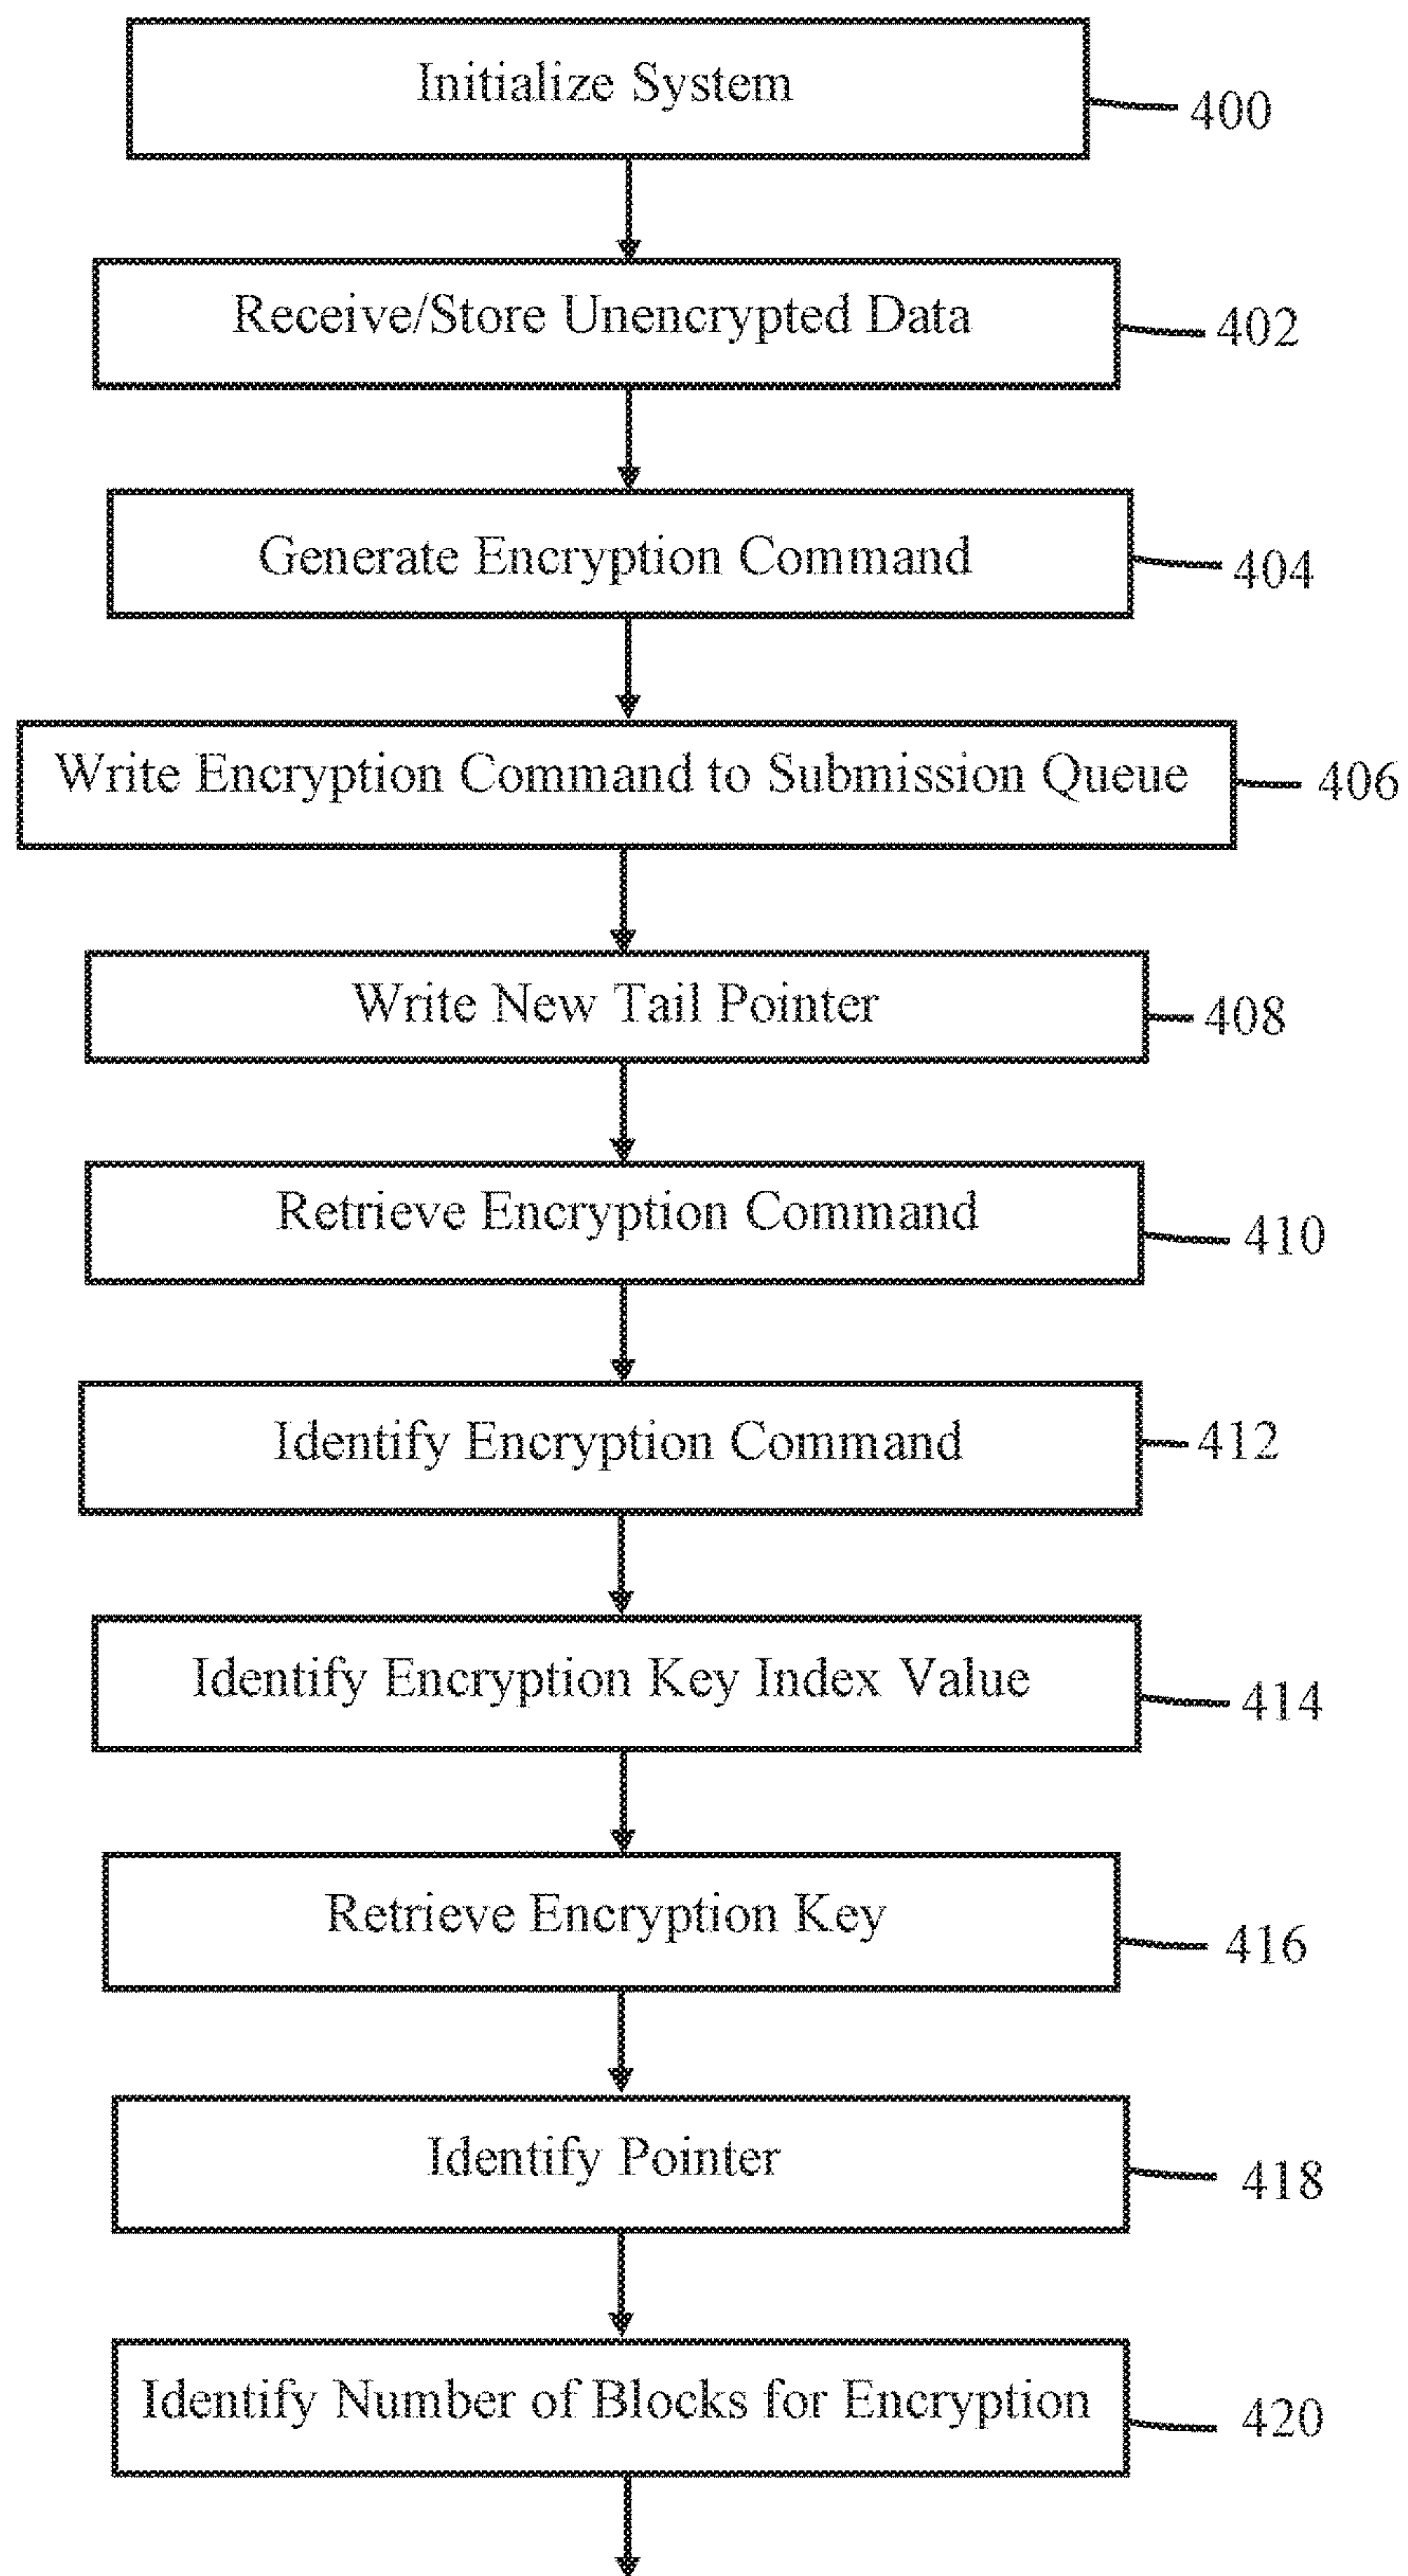 Initialize System
400
Receive/Store Unencrypted Data
402
Generate Encryption Command
404
Write Encryption Command to Submission Queue
406
Write New Tail Pointer
408
Retrieve Encryption Command
410
Identify Encryption Command
412
Identify Encryption Key Index Value
414
Retrieve Encryption Key
416
Identify Pointer
418
Identify Number of Blocks for Encryption
420